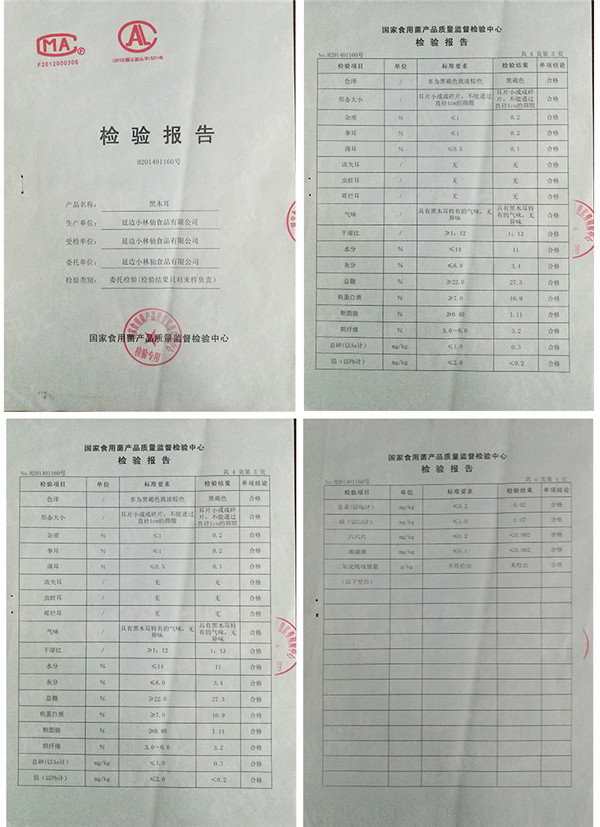 MA
F2012000306
CAL
检验报告
H201401160号
产品名称: 黑木耳
生产单位: 延边小林仙食品有限公司
受检单位: 延边小林仙食品有限公司
委托单位: 延边小林仙食品有限公司
检验类别: 委托检验(检验结果只对来样负责)
国家食用菌产品质量监督检验中心
检验专用
国家食用菌产品质量监督检验中心
检验报告
No.H201401160号 共 4 页第 3 页
检验项目 单位 标准要求 检验结果 单项结论
色泽 / 多为黑褐色致浓棕色 黑褐色 合格
形态大小 / 耳片小或成碎片,不能通过直径1cm的筛眼 耳片小或成碎片,不能通过直径1cm的筛眼 合格
杂质 % ≤1 0.2 合格
拳耳 % ≤1 0.2 合格
薄耳 % ≤0.5 0.1 合格
流失耳 / 无 无 合格
虫蛀耳 / 无 无 合格
霉烂耳 / 无 无 合格
气味 / 具有黑木耳特有的气味,无异味 具有黑木耳特有的气味,无异味 合格
干湿比 % ≥1:12 1:13 合格
水分 % ≤14 11 合格
灰分 % ≤6.0 3.4 合格
总糖 % ≥22.0 27.3 合格
粗蛋白质 % ≥7.0 10.9 合格
粗脂肪 % ≥0.40 1.11 合格
粗纤维 % 3.0-6.0 3.2 合格
总砷(以As计) mg/kg ≤1.0 0.3 合格
铅(以Pb计) mg/kg ≤2.0 <0.2 合格
国家食用菌产品质量监督检验中心
检验报告
No.H201401160号 共 4 页第 3 页
检验项目 单位 标准要求 检验结果 单项结论
色泽 / 多为黑褐色致浓棕色 黑褐色 合格
形态大小 / 耳片小或成碎片,不能通过直径1cm的筛眼 耳片小或成碎片,不能通过直径1cm的筛眼 合格
杂质 % ≤1 0.2 合格
拳耳 % ≤1 0.2 合格
薄耳 % ≤0.5 0.1 合格
流失耳 / 无 无 合格
虫蛀耳 / 无 无 合格
霉烂耳 / 无 无 合格
气味 / 具有黑木耳特有的气味,无异味 具有黑木耳特有的气味,无异味 合格
干湿比 % ≥1:12 1:13 合格
水分 % ≤14 11 合格
灰分 % ≤6.0 3.4 合格
总糖 % ≥22.0 27.3 合格
粗蛋白质 % ≥7.0 10.9 合格
粗脂肪 % ≥0.40 1.11 合格
粗纤维 % 3.0-6.0 3.2 合格
总砷(以As计) mg/kg ≤1.0 0.3 合格
铅(以Pb计) mg/kg ≤2.0 <0.2 合格
国家食用菌产品质量监督检验中心
检验报告
No.H201401160号 共 4 页第 4 页
检验项目 单位 标准要求 检验结果 单项结论
总汞(以Hg计) mg/kg ≤0.2 0.02 合格
镉(以Cd计) mg/kg ≤1.0 0.07 合格
六六六 mg/kg ≤0.2 <0.002 合格
滴滴涕 mg/kg ≤0.1 <0.002 合格
二氧化硫残留量 g/kg 不得检出 未检出 合格
(以下空白)